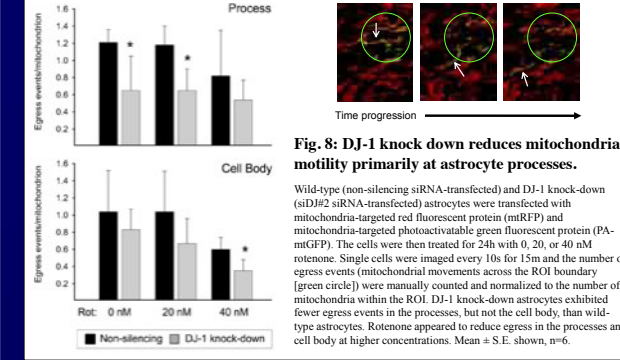 Process
Egress events/mitochondrion
1.6
1.4
1.2
1.0
0.8
0.6
0.4
0.2
*
*
Cell Body
Egress events/mitochondrion
1.6
1.4
1.2
1.0
0.8
0.6
0.4
0.2
*
Rot: 0 nM 20 nM 40 nM
Non-silencing DJ-1 knock-down
Time progression
Fig. 8: DJ-1 knock down reduces mitochondria
motility primarily at astrocyte processes.
Wild-type (non-silencing siRNA-transfected) and DJ-1 knock-down
(siDJ#2 siRNA-transfected) astrocytes were transfected with
mitochondria-targeted red fluorescent protein (mtRFP) and
mitochondria-targeted photoactivatable green fluorescent protein (PA-
mtGFP). The cells were then treated for 24h with 0, 20, or 40 nM
rotenone. Single cells were imaged every 10s for 15m and the number o
egress events (mitochondrial movements across the ROI boundary
[green circle]) were manually counted and normalized to the number of
mitochondria within the ROI. DJ-1 knock-down astrocytes exhibited
fewer egress events in the processes, but not the cell body, than wild-
type astrocytes. Rotenone appeared to reduce egress in the processes an
cell body at higher concentrations. Mean ± S.E. shown, n=6.